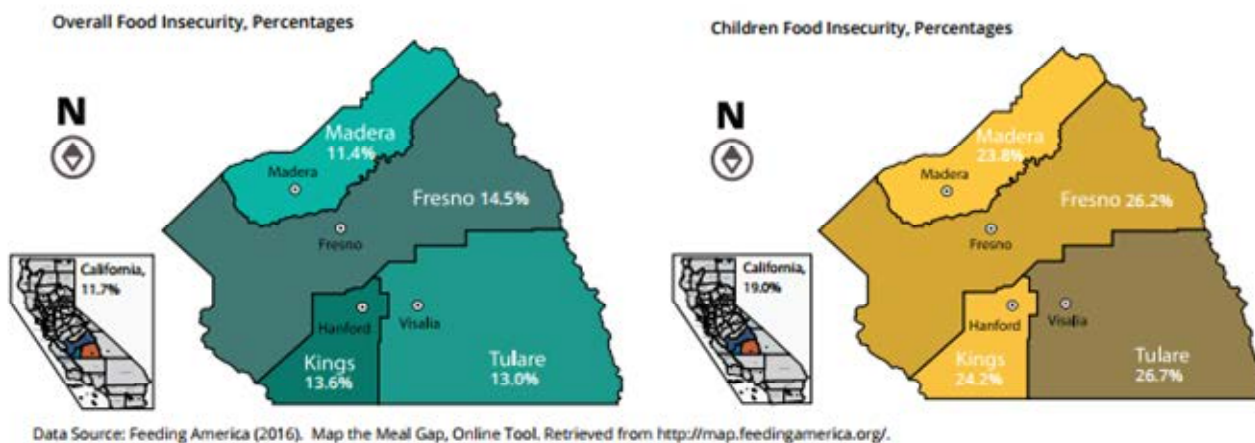 Overall Food Insecurity, Percentages
N
Madera
11.4%
Madera
Fresno 14.5%
Fresno
California,
11.7%
Hanford
Visalia
Kings
13.6%
Tulare
13.0%
Children Food Insecurity, Percentages
N
Madera
23.8%
Madera
Fresno 26.2%
Fresno
California,
19.0%
Hanford
Visalia
Kings
24.2%
Tulare
26.7%
Data Source: Feeding America (2016). Map the Meal Gap, Online Tool. Retrieved from http://map.feedingamerica.org/.